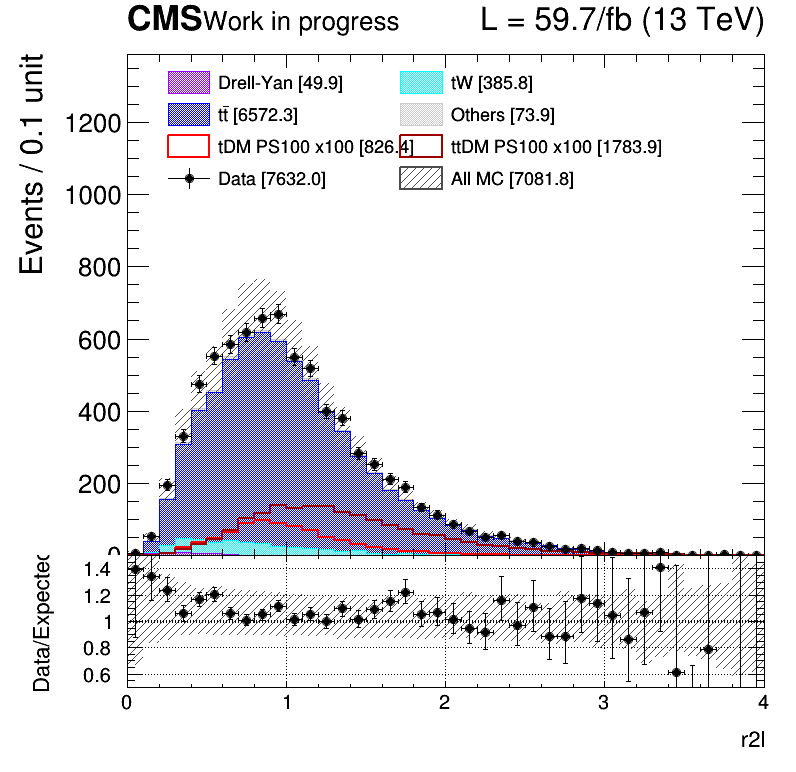 CMS Work in progress L = 59.7/fb (13 TeV)
Events / 0.1 unit
Drell-Yan [49.9] tW [385.8]
tt̄ [6572.3] Others [73.9]
tDM PS100 x100 [826.4] ttDM PS100 x100 [1783.9]
Data [7632.0] All MC [7081.8]
1200
1000
800
600
400
200
0
Data/Expected
1.4
1.2
1
0.8
0.6
0 1 2 3 4
r2l